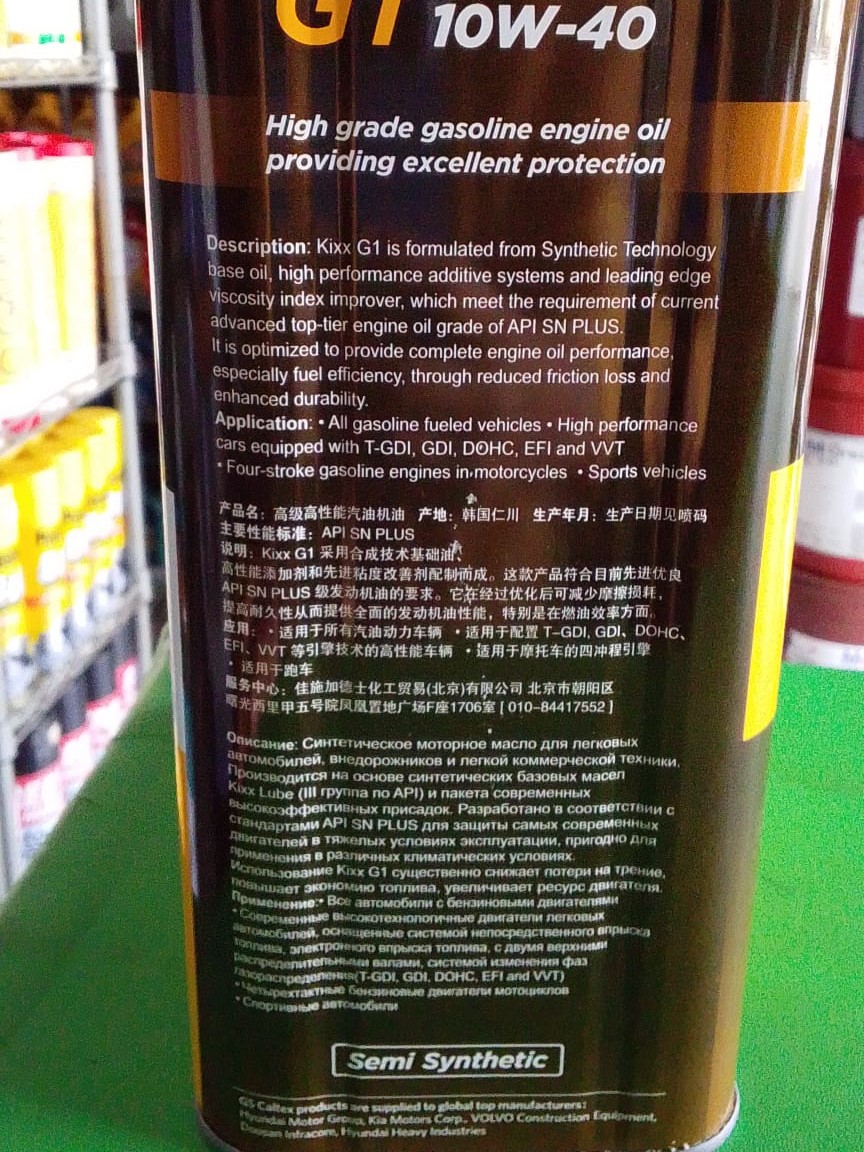 G1 10W-40
High grade gasoline engine oil
providing excellent protection
Description: Kixx G1 is formulated from Synthetic Technology
base oil, high performance additive systems and leading edge
viscosity index improver, which meet the requirement of current
advanced top-tier engine oil grade of API SN PLUS.
It is optimized to provide complete engine oil performance,
especially fuel efficiency, through reduced friction loss and
enhanced durability.
Application: • All gasoline fueled vehicles • High performance
cars equipped with T-GDI, GDI, DOHC, EFI and VVT
• Four-stroke gasoline engines in motorcycles • Sports vehicles
产品名: 高级高性能汽油机油 产地: 韩国仁川 生产年月: 生产日期见喷码
主要性能标准: API SN PLUS
说明: Kixx G1 采用合成技术基础油、
高性能添加剂和先进粘度改善剂配制而成。这款产品符合目前先进优良
API SN PLUS 级发动机油的要求。它在经过优化后可减少摩擦损耗，
提高耐久性从而提供全面的发动机油性能，特别是在燃油效率方面。
应用: • 适用于所有汽油动力车辆 • 适用于配置 T-GDI, GDI、DOHC、
EFI、VVT 等引擎技术的高性能车辆 • 适用于摩托车的四冲程引擎
• 适用于跑车
服务中心: 佳施加德士化工贸易(北京)有限公司 北京市朝阳区
曙光西里甲五号院凤凰置地广场F座1706室 [ 010-84417552 ]
Описание: Синтетическое моторное масло для легковых
автомобилей, внедорожников и легкой коммерческой техники.
Производится на основе синтетических базовых масел
Kixx Lube (III группа по API) и пакета современных
высокоэффективных присадок. Разработано в соответствии с
стандартами API SN PLUS для защиты самых современных
двигателей в тяжелых условиях эксплуатации, пригодно для
применения в различных климатических условиях.
Использование Kixx G1 существенно снижает потери на трение,
повышает экономию топлива, увеличивает ресурс двигателя.
Применение:• Все автомобили с бензиновыми двигателями
• Современные высокотехнологичные двигатели легковых
автомобилей, оснащенные системой непосредственного впрыска
топлива, электронного впрыска топлива, с двумя верхними
распределительными валами, системой изменения фаз
газораспределения(T-GDI, GDI, DOHC, EFI and VVT)
• Четырехтактные бензиновые двигатели мотоциклов
• Спортивные автомобили
Semi Synthetic
GS Caltex products are supplied to global top manufacturers:
Hyundai Motor Group, Kia Motors Corp., VOLVO Construction Equipment,
Doosan Infracore, Hyundai Heavy Industries